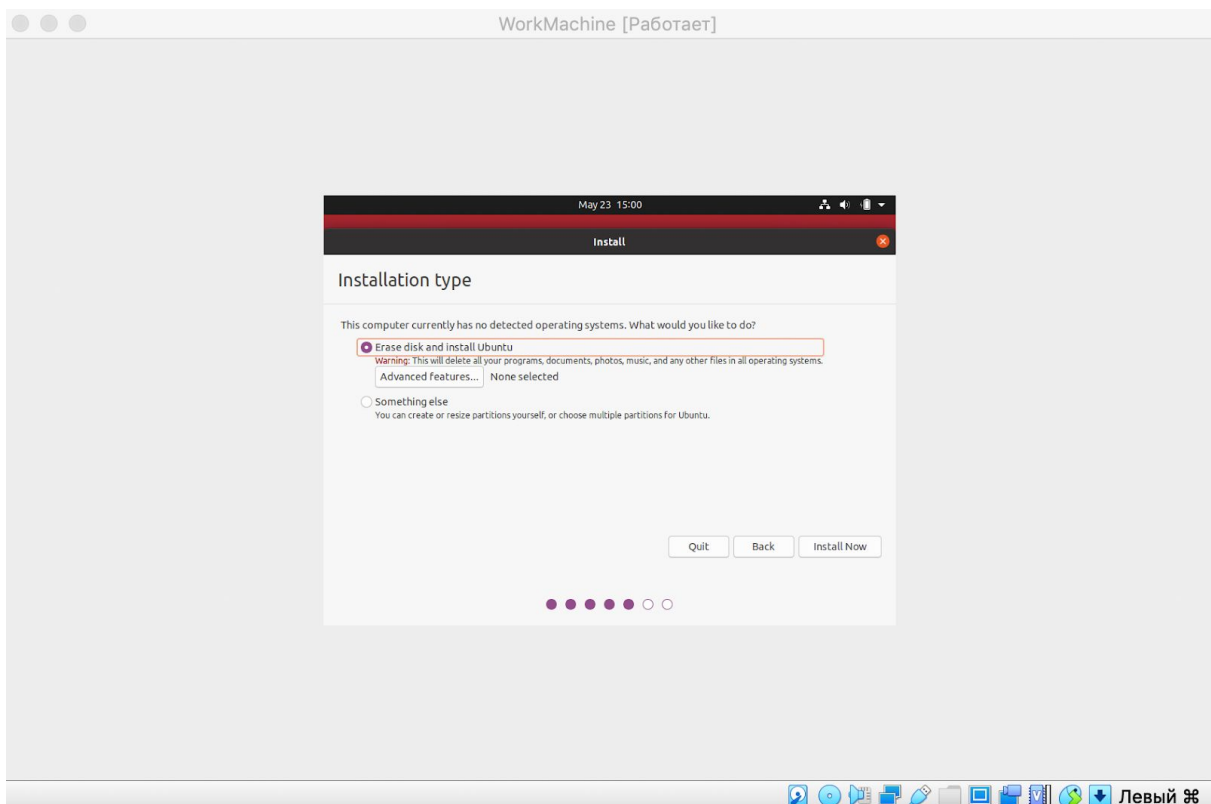 WorkMachine [Работает]
May 23 15:00
Install
Installation type
This computer currently has no detected operating systems. What would you like to do?
Erase disk and install Ubuntu
Warning: This will delete all your programs, documents, photos, music, and any other files in all operating systems.
Advanced features... None selected
Something else
You can create or resize partitions yourself, or choose multiple partitions for Ubuntu.
Quit Back Install Now
Левый ⌘